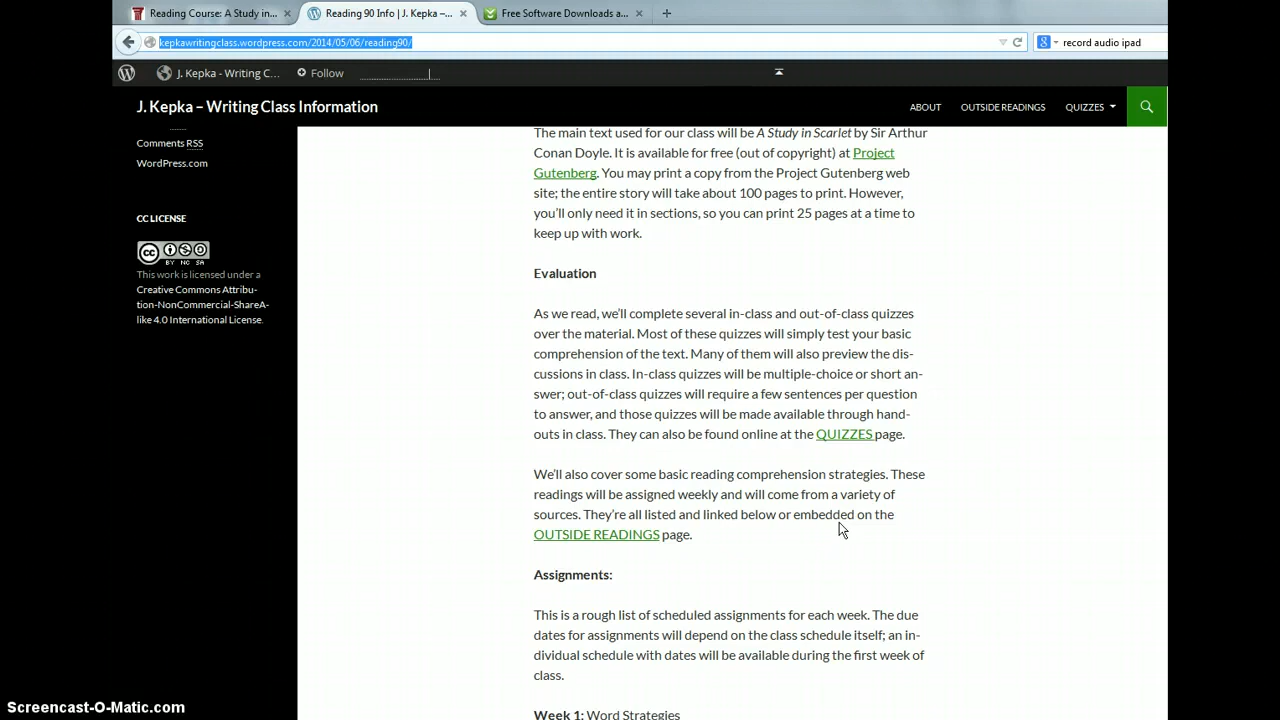 Reading Course: A Study in...
Reading 90 Info | J. Kepka –...
Free Software Downloads a...
kepkawritingclass.wordpress.com/2014/05/06/reading90/
record audio ipad
J. Kepka - Writing C...
Follow
J. Kepka – Writing Class Information
ABOUT
OUTSIDE READINGS
QUIZZES
Comments RSS
WordPress.com
CC LICENSE
cc
BY NC SA
This work is licensed under a
Creative Commons Attribu-
tion-NonCommercial-ShareA-
like 4.0 International License.
The main text used for our class will be A Study in Scarlet by Sir Arthur
Conan Doyle. It is available for free (out of copyright) at Project
Gutenberg. You may print a copy from the Project Gutenberg web
site; the entire story will take about 100 pages to print. However,
you'll only need it in sections, so you can print 25 pages at a time to
keep up with work.
Evaluation
As we read, we'll complete several in-class and out-of-class quizzes
over the material. Most of these quizzes will simply test your basic
comprehension of the text. Many of them will also preview the dis-
cussions in class. In-class quizzes will be multiple-choice or short an-
swer; out-of-class quizzes will require a few sentences per question
to answer, and those quizzes will be made available through hand-
outs in class. They can also be found online at the QUIZZES page.
We'll also cover some basic reading comprehension strategies. These
readings will be assigned weekly and will come from a variety of
sources. They're all listed and linked below or embedded on the
OUTSIDE READINGS page.
Assignments:
This is a rough list of scheduled assignments for each week. The due
dates for assignments will depend on the class schedule itself; an in-
dividual schedule with dates will be available during the first week of
class.
Week 1: Word Strategies
Screencast-O-Matic.com